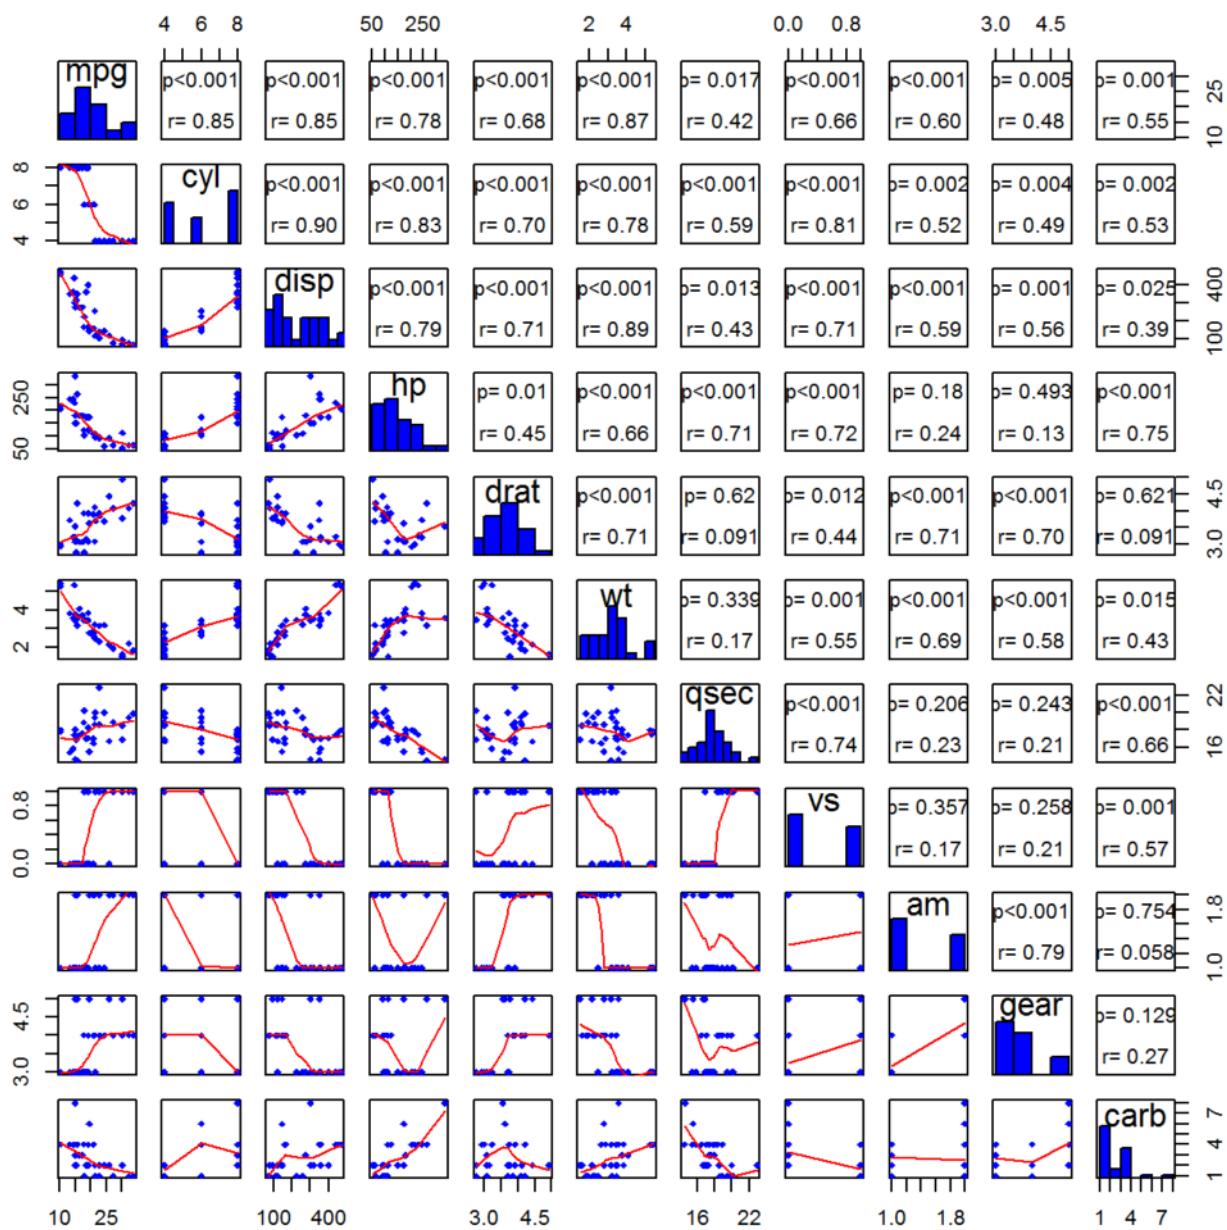 4 6 8 50 250 2 4 0.0 0.8 3.0 4.5
mpg p<0.001 p<0.001 p<0.001 p<0.001 p<0.001 p= 0.017 p<0.001 p<0.001 p= 0.005 p= 0.001
r= 0.85 r= 0.85 r= 0.78 r= 0.68 r= 0.87 r= 0.42 r= 0.66 r= 0.60 r= 0.48 r= 0.55
10 25
cyl p<0.001 p<0.001 p<0.001 p<0.001 p<0.001 p<0.001 p= 0.002 p= 0.004 p= 0.002
r= 0.90 r= 0.83 r= 0.70 r= 0.78 r= 0.59 r= 0.81 r= 0.52 r= 0.49 r= 0.53
4 6 8
disp p<0.001 p<0.001 p<0.001 p= 0.013 p<0.001 p<0.001 p= 0.001 p= 0.025
r= 0.79 r= 0.71 r= 0.89 r= 0.43 r= 0.71 r= 0.59 r= 0.56 r= 0.39
100 400
hp p= 0.01 p<0.001 p<0.001 p<0.001 p= 0.18 p= 0.493 p<0.001
r= 0.45 r= 0.66 r= 0.71 r= 0.72 r= 0.24 r= 0.13 r= 0.75
50 250
drat p<0.001 p= 0.62 p= 0.012 p<0.001 p<0.001 p= 0.621
r= 0.71 r= 0.091 r= 0.44 r= 0.71 r= 0.70 r= 0.091
3.0 4.5
wt p= 0.339 p= 0.001 p<0.001 p<0.001 p= 0.015
r= 0.17 r= 0.55 r= 0.69 r= 0.58 r= 0.43
2 4
qsec p<0.001 p= 0.206 p= 0.243 p<0.001
r= 0.74 r= 0.23 r= 0.21 r= 0.66
16 22
vs p= 0.357 p= 0.258 p= 0.001
r= 0.17 r= 0.21 r= 0.57
0.0 0.8
am p<0.001 p= 0.754
r= 0.79 r= 0.058
1.0 1.8
gear p= 0.129
r= 0.27
3.0 4.5
carb
1 4 7
10 25 100 400 3.0 4.5 16 22 1.0 1.8 1 4 7